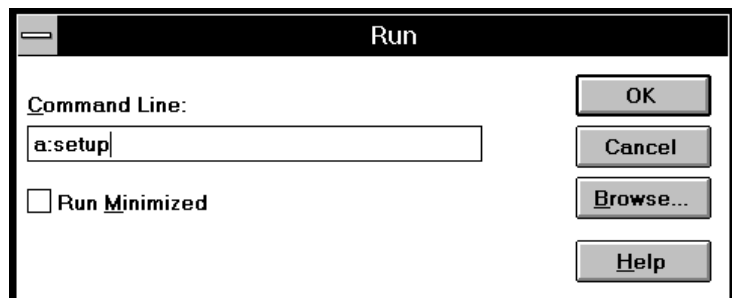 Run
Command Line:
a:setup
Run Minimized
OK
Cancel
Browse...
Help